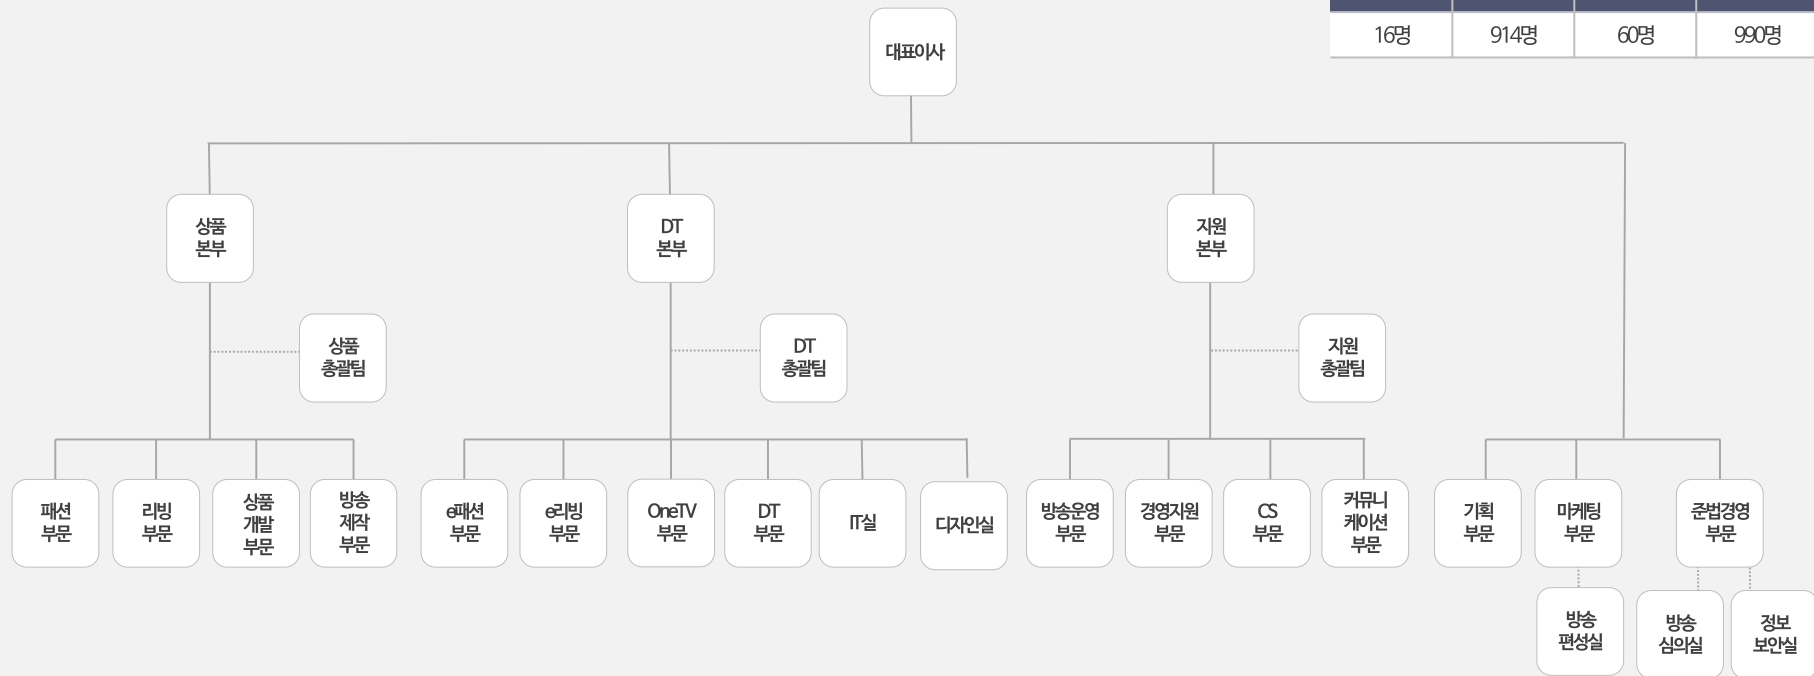 16명 914명 60명 990명
대표이사
상품
본부
DT
본부
지원
본부
상품
총괄팀
DT
총괄팀
지원
총괄팀
패션
부문
리빙
부문
상품
개발
부문
방송
제작
부문
e패션
부문
e리빙
부문
OneTV
부문
DT
부문
IT실
디자인실
방송운영
부문
경영지원
부문
CS
부문
커뮤니
케이션
부문
기획
부문
마케팅
부문
준법경영
부문
방송
편성실
방송
심의실
정보
보안실